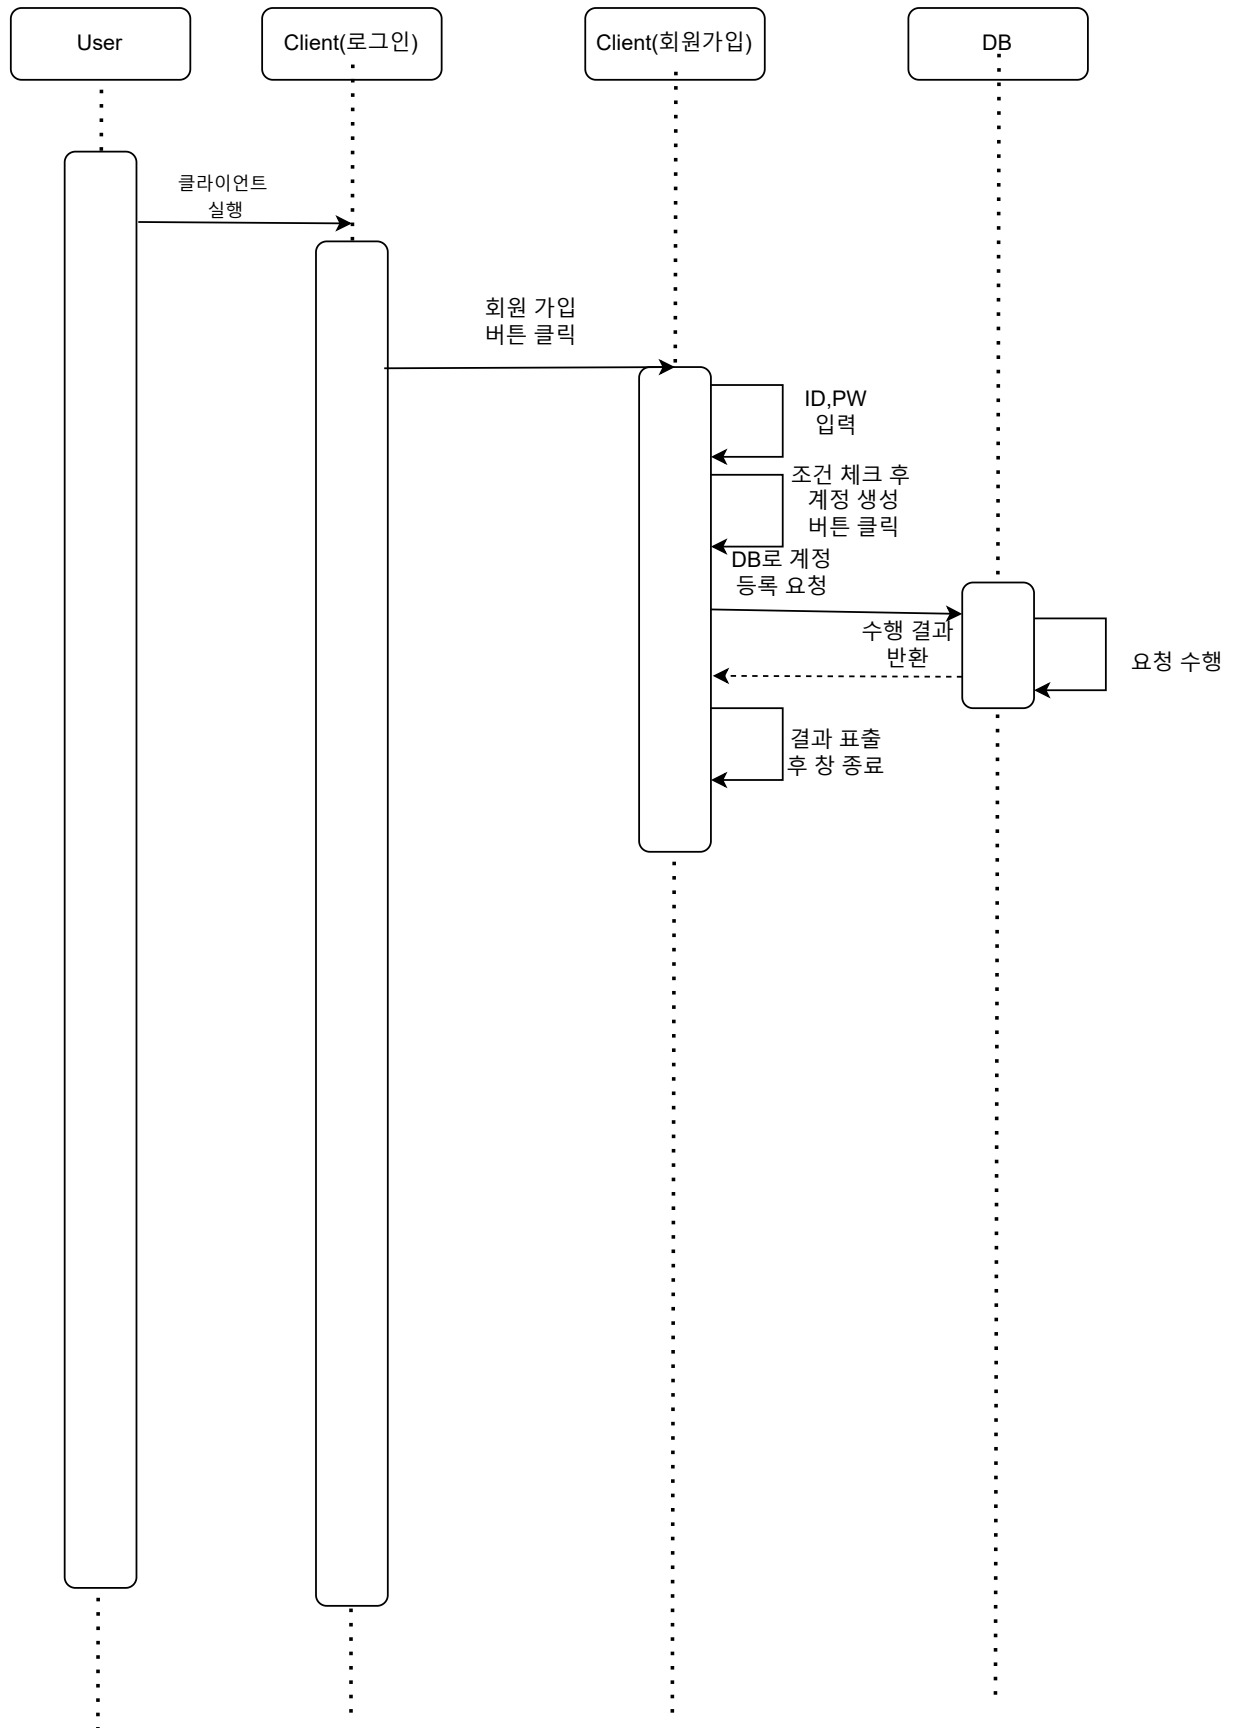 User
Client(로그인)
Client(회원가입)
DB
클라이언트
실행
회원 가입
버튼 클릭
ID,PW
입력
조건 체크 후
계정 생성
버튼 클릭
DB로 계정
등록 요청
수행 결과
반환
요청 수행
결과 표출
후 창 종료